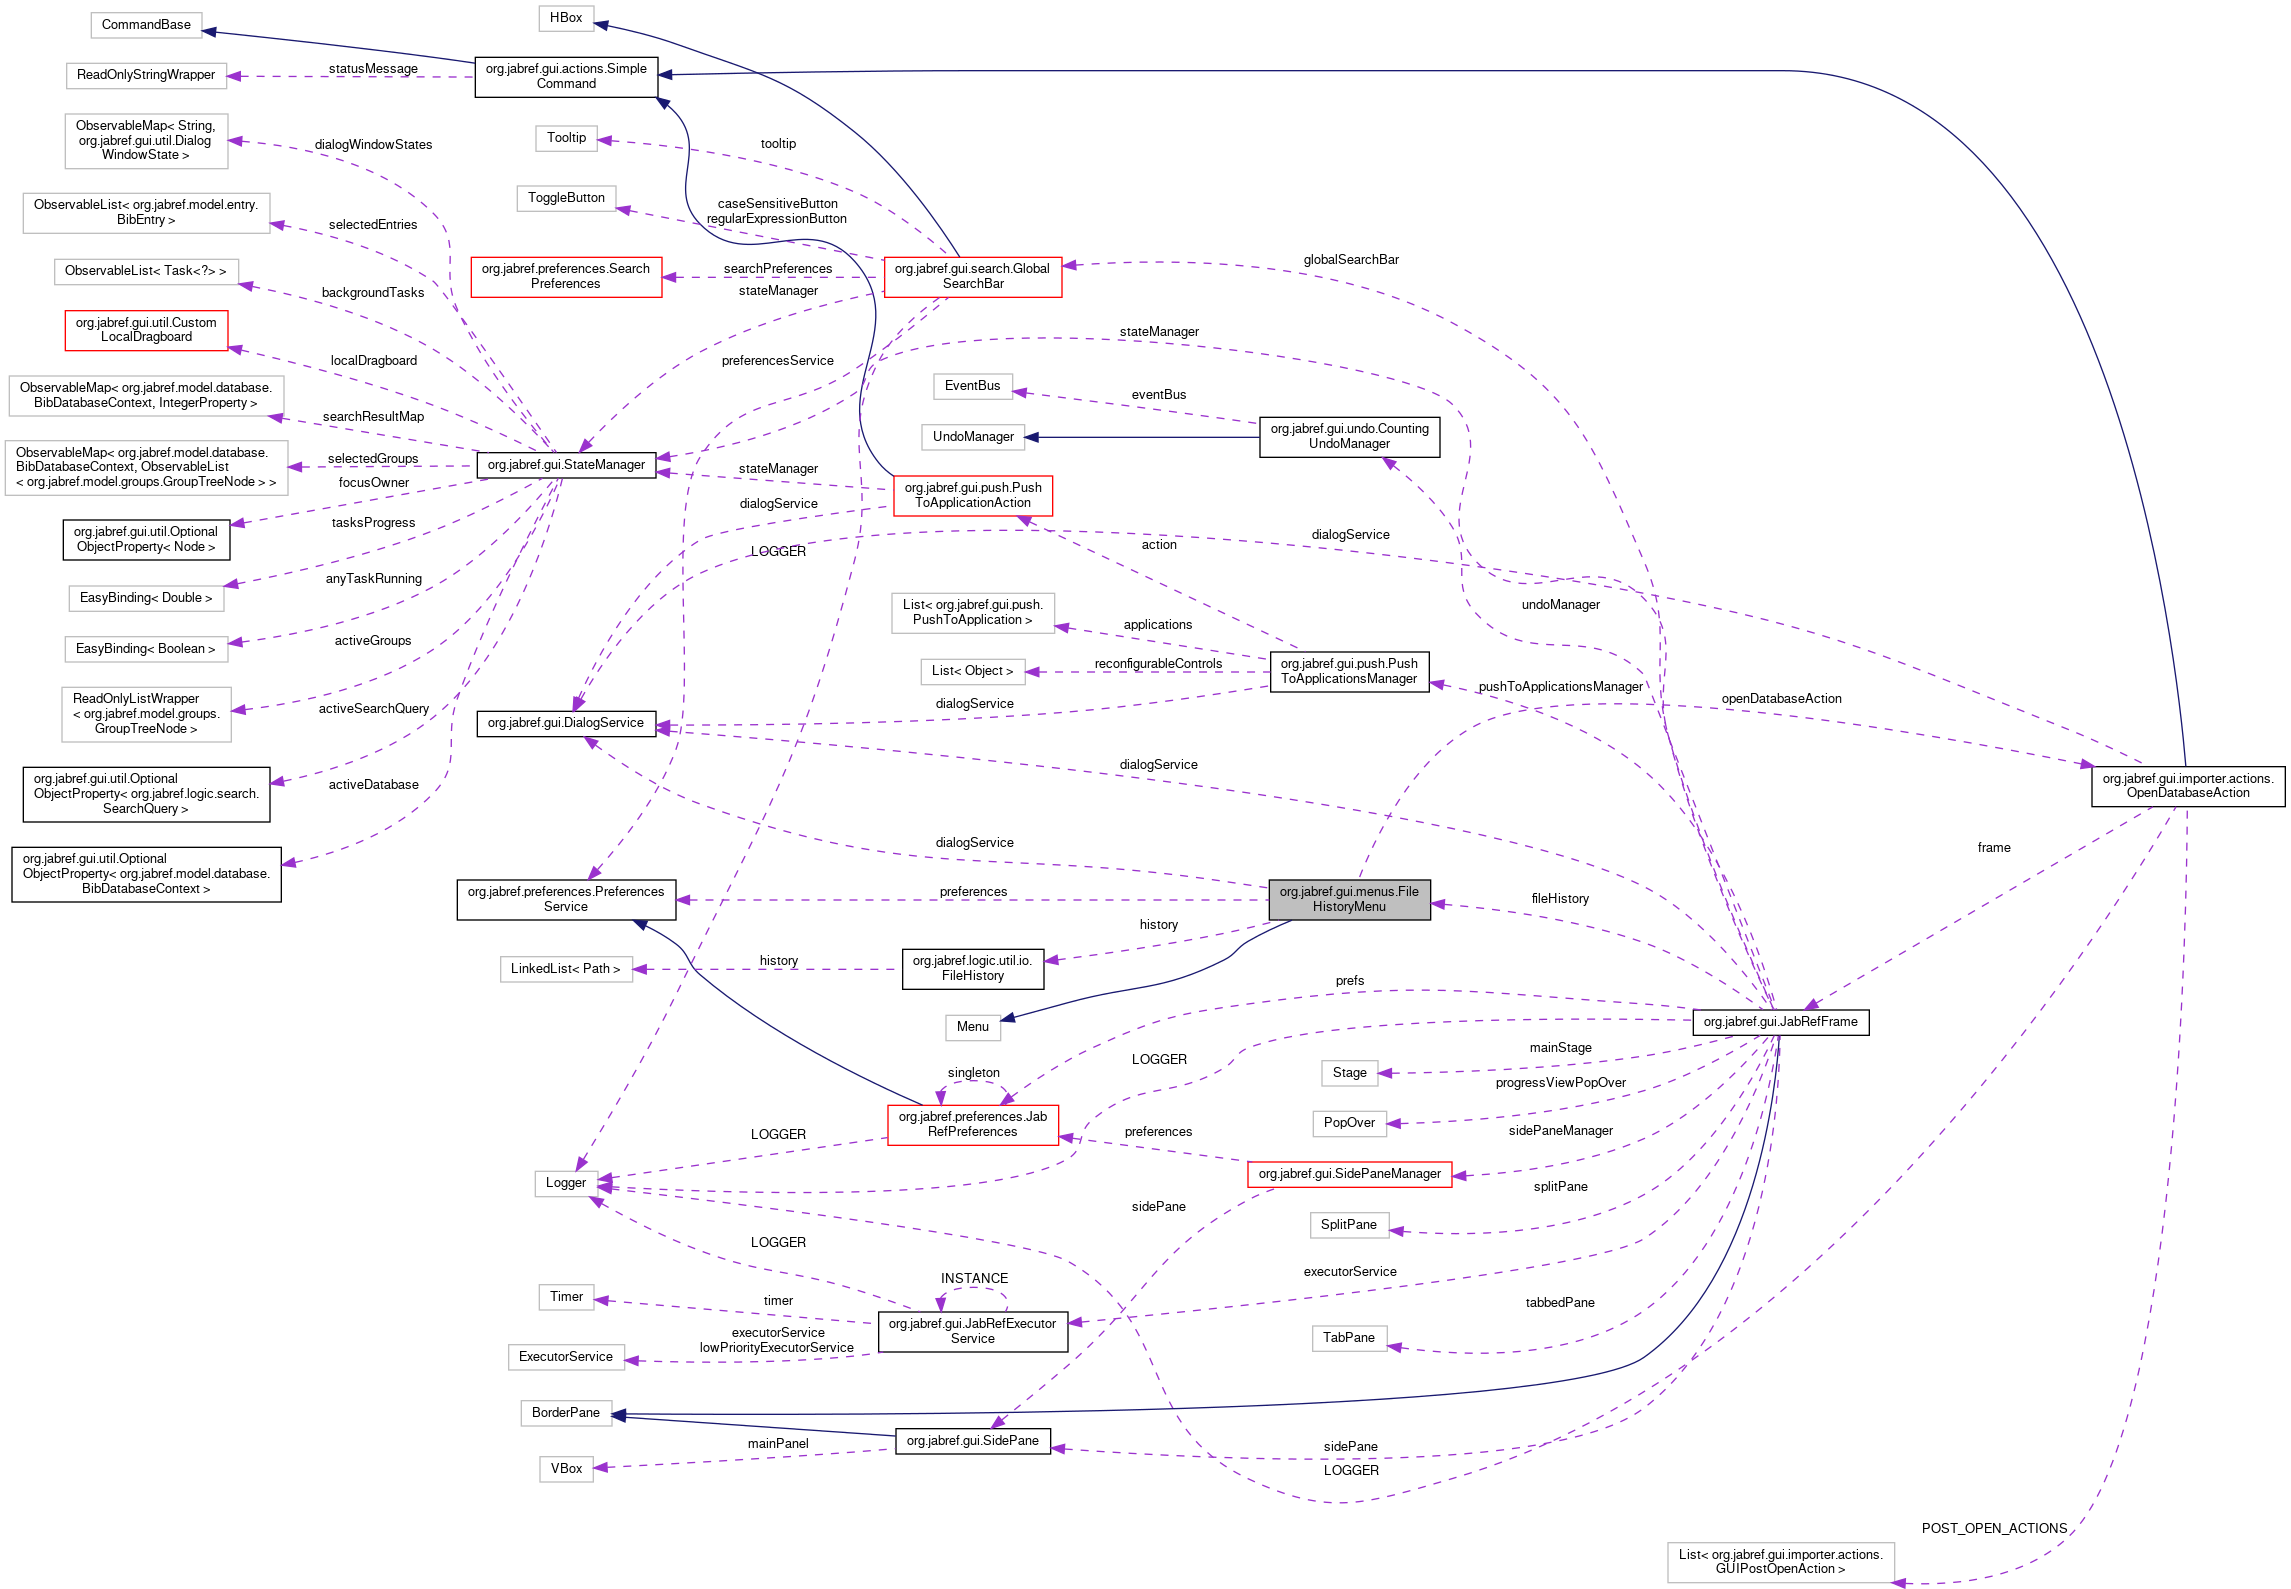 CommandBase
HBox
org.jabref.gui.actions.Simple
Command
ReadOnlyStringWrapper
statusMessage
ObservableMap< String,
org.jabref.gui.util.Dialog
WindowState >
dialogWindowStates
Tooltip
tooltip
ToggleButton
caseSensitiveButton
regularExpressionButton
ObservableList< org.jabref.model.entry.
BibEntry >
selectedEntries
ObservableList< Task<?> >
backgroundTasks
org.jabref.preferences.Search
Preferences
searchPreferences
stateManager
org.jabref.gui.search.Global
SearchBar
globalSearchBar
org.jabref.gui.util.Custom
LocalDragboard
localDragboard
preferencesService
stateManager
ObservableMap< org.jabref.model.database.
BibDatabaseContext, IntegerProperty >
searchResultMap
EventBus
eventBus
UndoManager
org.jabref.gui.undo.Counting
UndoManager
ObservableMap< org.jabref.model.database.
BibDatabaseContext, ObservableList
< org.jabref.model.groups.GroupTreeNode > >
selectedGroups
org.jabref.gui.StateManager
stateManager
focusOwner
org.jabref.gui.push.Push
ToApplicationAction
dialogService
org.jabref.gui.util.Optional
ObjectProperty< Node >
tasksProgress
LOGGER
action
dialogService
EasyBinding< Double >
anyTaskRunning
List< org.jabref.gui.push.
PushToApplication >
applications
undoManager
EasyBinding< Boolean >
activeGroups
List< Object >
reconfigurableControls
org.jabref.gui.push.Push
ToApplicationsManager
pushToApplicationsManager
openDatabaseAction
ReadOnlyListWrapper
< org.jabref.model.groups.
GroupTreeNode >
activeSearchQuery
org.jabref.gui.DialogService
dialogService
dialogService
org.jabref.gui.util.Optional
ObjectProperty< org.jabref.logic.search.
SearchQuery >
activeDatabase
org.jabref.gui.importer.actions.
OpenDatabaseAction
dialogService
frame
org.jabref.gui.util.Optional
ObjectProperty< org.jabref.model.database.
BibDatabaseContext >
org.jabref.preferences.Preferences
Service
preferences
org.jabref.gui.menus.File
HistoryMenu
fileHistory
history
LinkedList< Path >
history
org.jabref.logic.util.io.
FileHistory
prefs
Menu
org.jabref.gui.JabRefFrame
LOGGER
mainStage
Stage
singleton
progressViewPopOver
org.jabref.preferences.Jab
RefPreferences
PopOver
LOGGER
preferences
sidePaneManager
org.jabref.gui.SidePaneManager
Logger
splitPane
sidePane
SplitPane
LOGGER
executorService
INSTANCE
Timer
timer
tabbedPane
org.jabref.gui.JabRefExecutor
Service
executorService
lowPriorityExecutorService
TabPane
ExecutorService
BorderPane
org.jabref.gui.SidePane
mainPanel
sidePane
VBox
LOGGER
POST_OPEN_ACTIONS
List< org.jabref.gui.importer.actions.
GUIPostOpenAction >